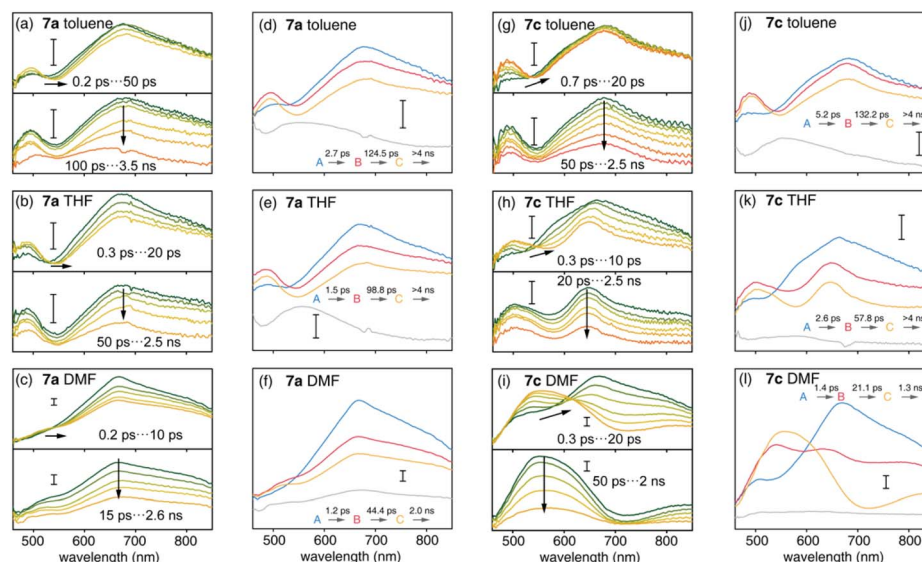 (a) 7a toluene
0.2 ps···50 ps
100 ps···3.5 ns
(b) 7a THF
0.3 ps···20 ps
50 ps···2.5 ns
(c) 7a DMF
0.2 ps···10 ps
15 ps···2.6 ns
500 600 700 800
wavelength (nm)
(d) 7a toluene
2.7 ps 124.5 ps >4 ns
A B C
(e) 7a THF
1.5 ps 98.8 ps >4 ns
A B C
(f) 7a DMF
1.2 ps 44.4 ps 2.0 ns
A B C
500 600 700 800
wavelength (nm)
(g) 7c toluene
0.7 ps···20 ps
50 ps···2.5 ns
(h) 7c THF
0.3 ps···10 ps
20 ps···2.5 ns
(i) 7c DMF
0.3 ps···20 ps
50 ps···2 ns
500 600 700 800
wavelength (nm)
(j) 7c toluene
5.2 ps 132.2 ps >4 ns
A B C
(k) 7c THF
2.6 ps 57.8 ps >4 ns
A B C
(l) 7c DMF
1.4 ps 21.1 ps 1.3 ns
A B C
500 600 700 800
wavelength (nm)